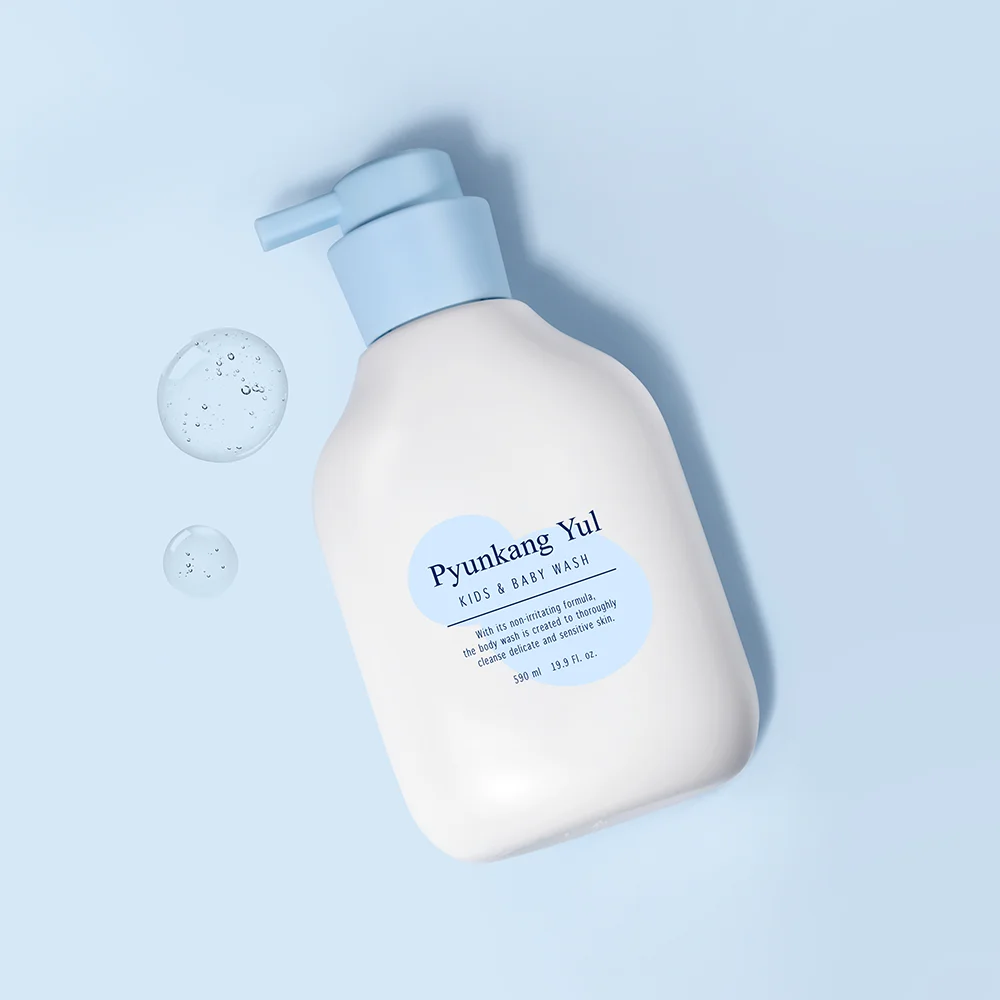 Pyunkang Yul
KIDS & BABY WASH
With its non-irritating formula,
the body wash is created to thoroughly
cleanse delicate and sensitive skin.
590 ml 19.9 Fl. oz.